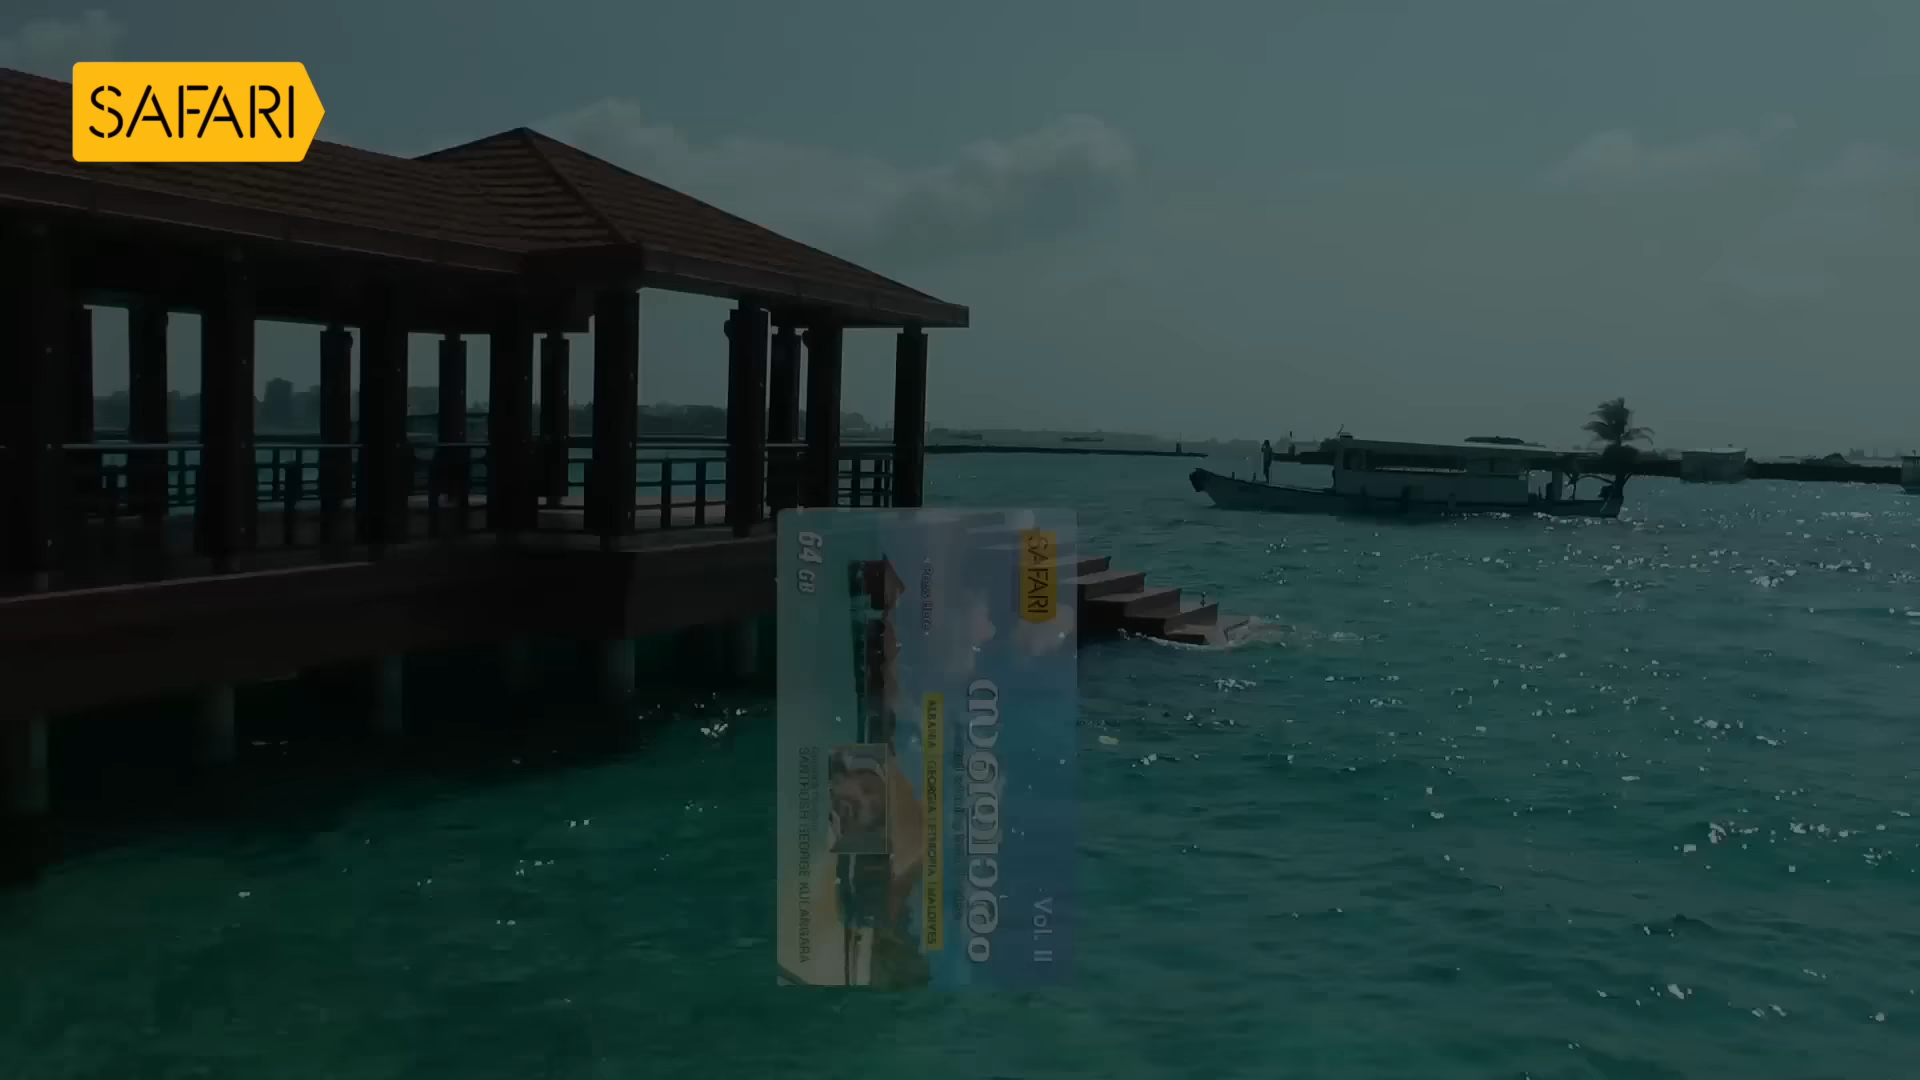 SAFARI
SAFARI
Vol. II
സഞ്ചാരം
ALBANIA | GEORGIA | ETHIOPIA | MALDIVES
SANTHOSH GEORGE KULANGARA
64 GB